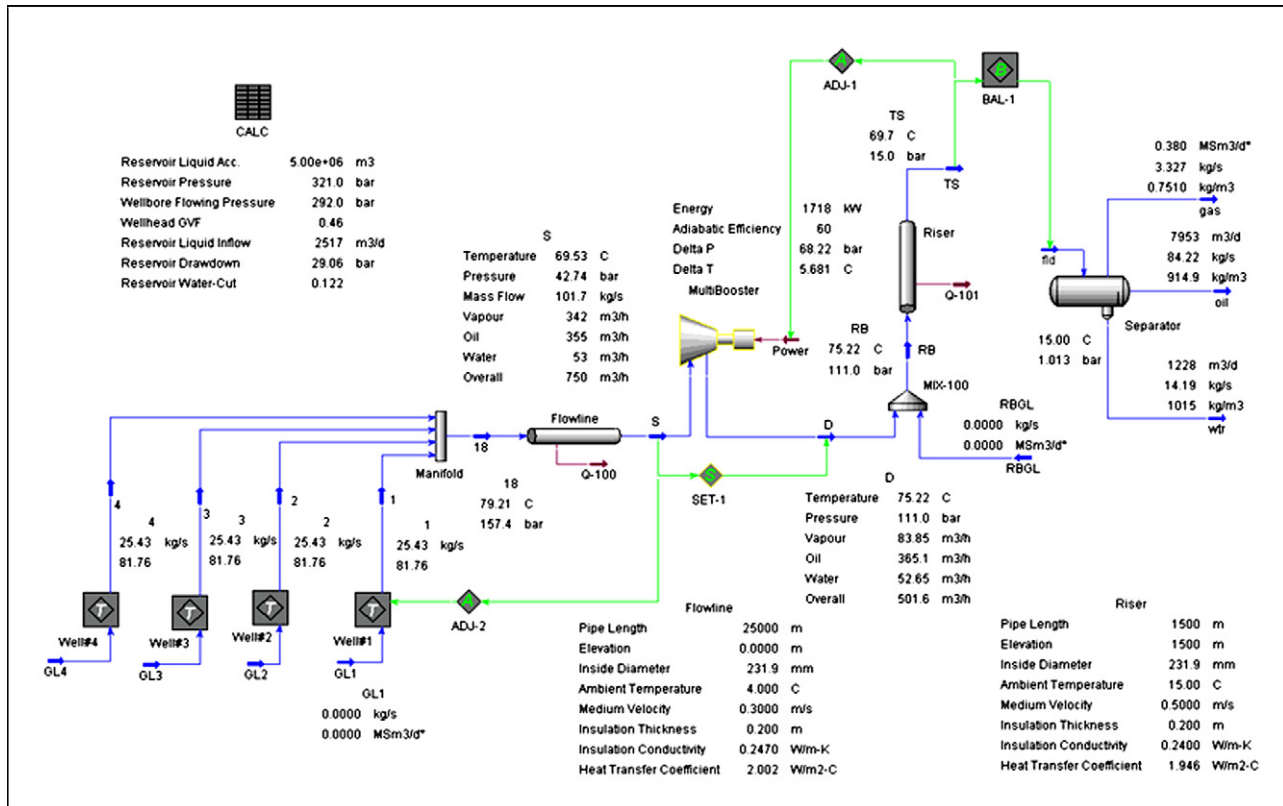 CALC
Reservoir Liquid Acc. 5.00e+06 m3
Reservoir Pressure 321.0 bar
Wellbore Flowing Pressure 292.0 bar
Wellhead GVF 0.46
Reservoir Liquid Inflow 2517 m3/d
Reservoir Drawdown 29.06 bar
Reservoir Water-Cut 0.122
S
Temperature 69.53 C
Pressure 42.74 bar
Mass Flow 101.7 kg/s
Vapour 342 m3/h
Oil 355 m3/h
Water 53 m3/h
Overall 750 m3/h
A
ADJ-1
B
BAL-1
TS
69.7 C
15.0 bar
TS
Energy 1718 kW
Adiabatic Efficiency 60
Delta P 68.22 bar
Delta T 5.681 C
MultiBooster
Power
Riser
Q-101
RB
75.22 C
111.0 bar
RB
MIX-100
0.380 MSm3/d*
3.327 kg/s
0.7510 kg/m3
gas
7953 m3/d
84.22 kg/s
914.9 kg/m3
oil
fld
Separator
15.00 C
1.013 bar
1228 m3/d
14.19 kg/s
1015 kg/m3
wtr
RBGL
0.0000 kg/s
0.0000 MSm3/d*
RBGL
Manifold
18
Flowline
Q-100
S
D
S
SET-1
18
79.21 C
157.4 bar
D
Temperature 75.22 C
Pressure 111.0 bar
Vapour 83.85 m3/h
Oil 365.1 m3/h
Water 52.65 m3/h
Overall 501.6 m3/h
4
4
25.43 kg/s
81.76
3
3
25.43 kg/s
81.76
2
2
25.43 kg/s
81.76
1
1
25.43 kg/s
81.76
T
Well#4
T
Well#3
T
Well#2
T
Well#1
A
ADJ-2
GL4
GL3
GL2
GL1
GL1
0.0000 kg/s
0.0000 MSm3/d*
Flowline
Pipe Length 25000 m
Elevation 0.0000 m
Inside Diameter 231.9 mm
Ambient Temperature 4.000 C
Medium Velocity 0.3000 m/s
Insulation Thickness 0.200 m
Insulation Conductivity 0.2470 W/m-K
Heat Transfer Coefficient 2.002 W/m2-C
Riser
Pipe Length 1500 m
Elevation 1500 m
Inside Diameter 231.9 mm
Ambient Temperature 15.00 C
Medium Velocity 0.5000 m/s
Insulation Thickness 0.200 m
Insulation Conductivity 0.2400 W/m-K
Heat Transfer Coefficient 1.946 W/m2-C